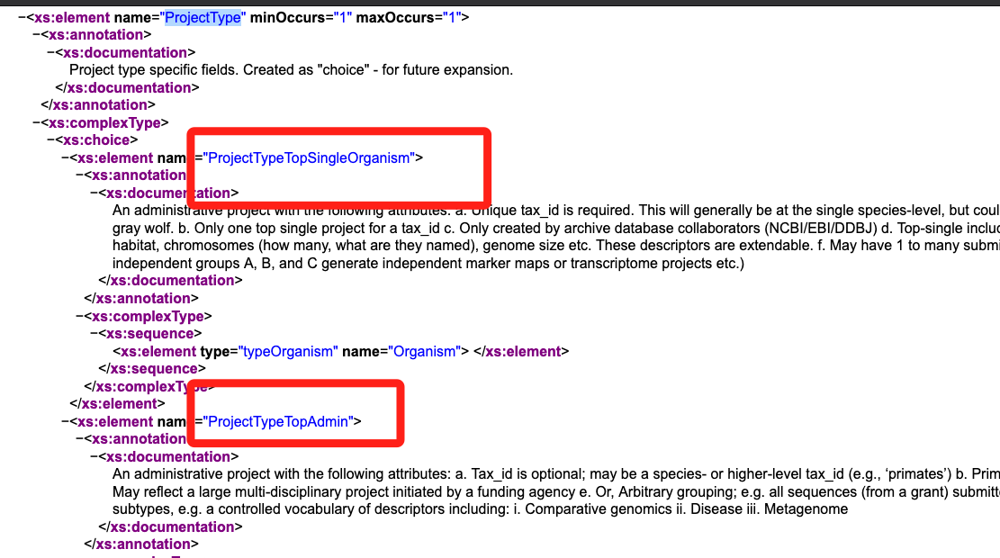 −<xs:element name="ProjectType" minOccurs="1" maxOccurs="1">
−<xs:annotation>
−<xs:documentation>
Project type specific fields. Created as "choice" - for future expansion.
</xs:documentation>
</xs:annotation>
−<xs:complexType>
−<xs:choice>
−<xs:element nam="ProjectTypeTopSingleOrganism">
−<xs:annotation
−<xs:documentation>
An administrative project with the following attributes: a. Unique tax_id is required. This will generally be at the single species-level, but coul
gray wolf. b. Only one top single project for a tax_id c. Only created by archive database collaborators (NCBI/EBI/DDBJ) d. Top-single includ
habitat, chromosomes (how many, what are they named), genome size etc. These descriptors are extendable. f. May have 1 to many submi
independent groups A, B, and C generate independent marker maps or transcriptome projects etc.)
</xs:documentation>
</xs:annotation>
−<xs:complexType>
−<xs:sequence>
<xs:element type="typeOrganism" name="Organism"> </xs:element>
</xs:sequence>
</xs:complexType>
</xs:element>
−<xs:element nam="ProjectTypeTopAdmin">
−<xs:annotation
−<xs:documentation>
An administrative project with the following attributes: a. Tax_id is optional; may be a species- or higher-level tax_id (e.g., ‘primates’) b. Prim
May reflect a large multi-disciplinary project initiated by a funding agency e. Or, Arbitrary grouping; e.g. all sequences (from a grant) submitte
subtypes, e.g. a controlled vocabulary of descriptors including: i. Comparative genomics ii. Disease iii. Metagenome
</xs:documentation>
</xs:annotation>